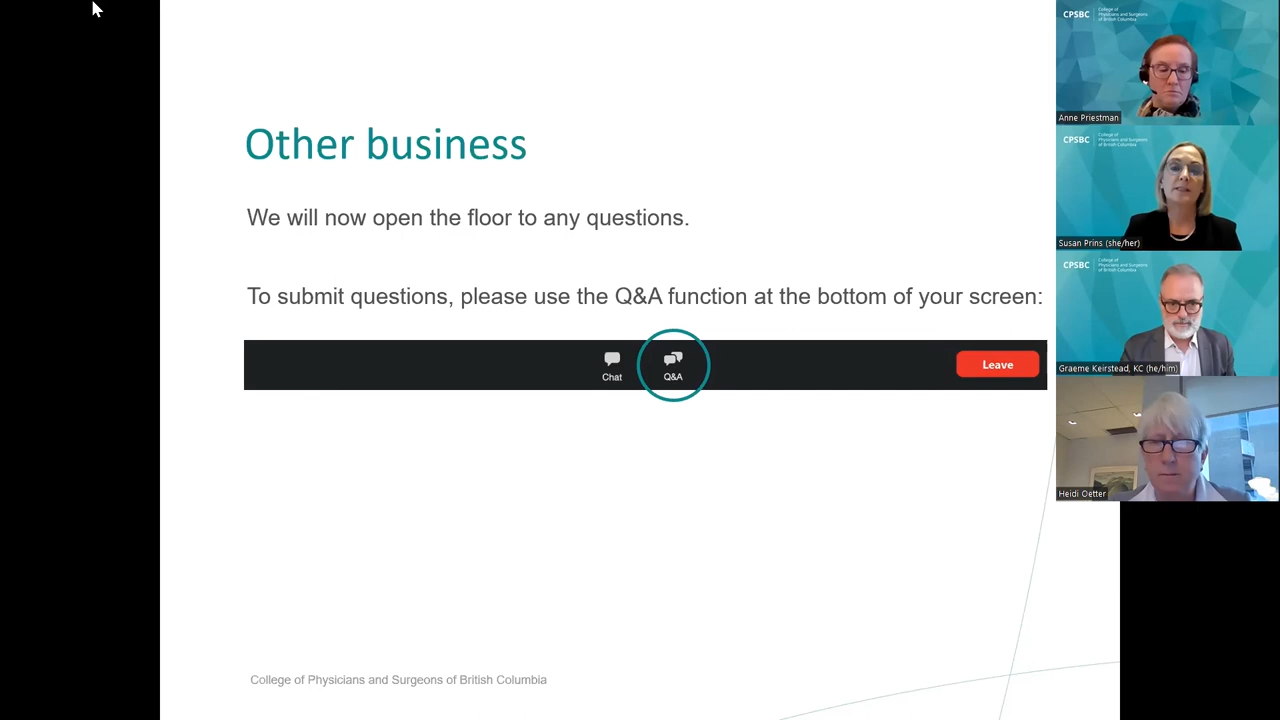 Other business
We will now open the floor to any questions.
To submit questions, please use the Q&A function at the bottom of your screen:
Chat
Q&A
Leave
College of Physicians and Surgeons of British Columbia
CPSBC
College of
Physicians and Surgeons
of British Columbia
Anne Priestman
CPSBC
College of
Physicians and Surgeons
of British Columbia
Susan Prins (she/her)
CPSBC
College of
Physicians and Surgeons
of British Columbia
Graeme Keirstead, KC (he/him)
Heidi Oetter